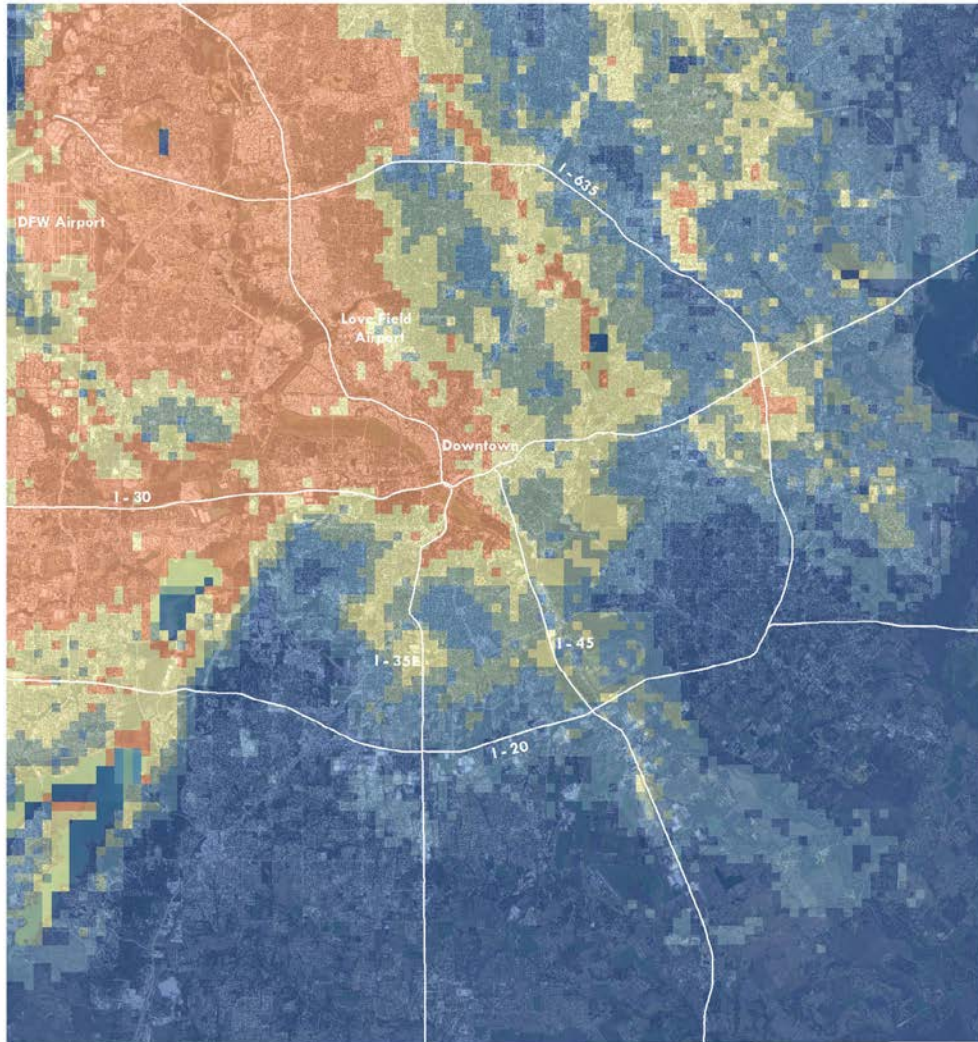 I - 635
DFW Airport
Love Field
Airport
Downtown
I - 30
I - 35E
I - 45
I - 20